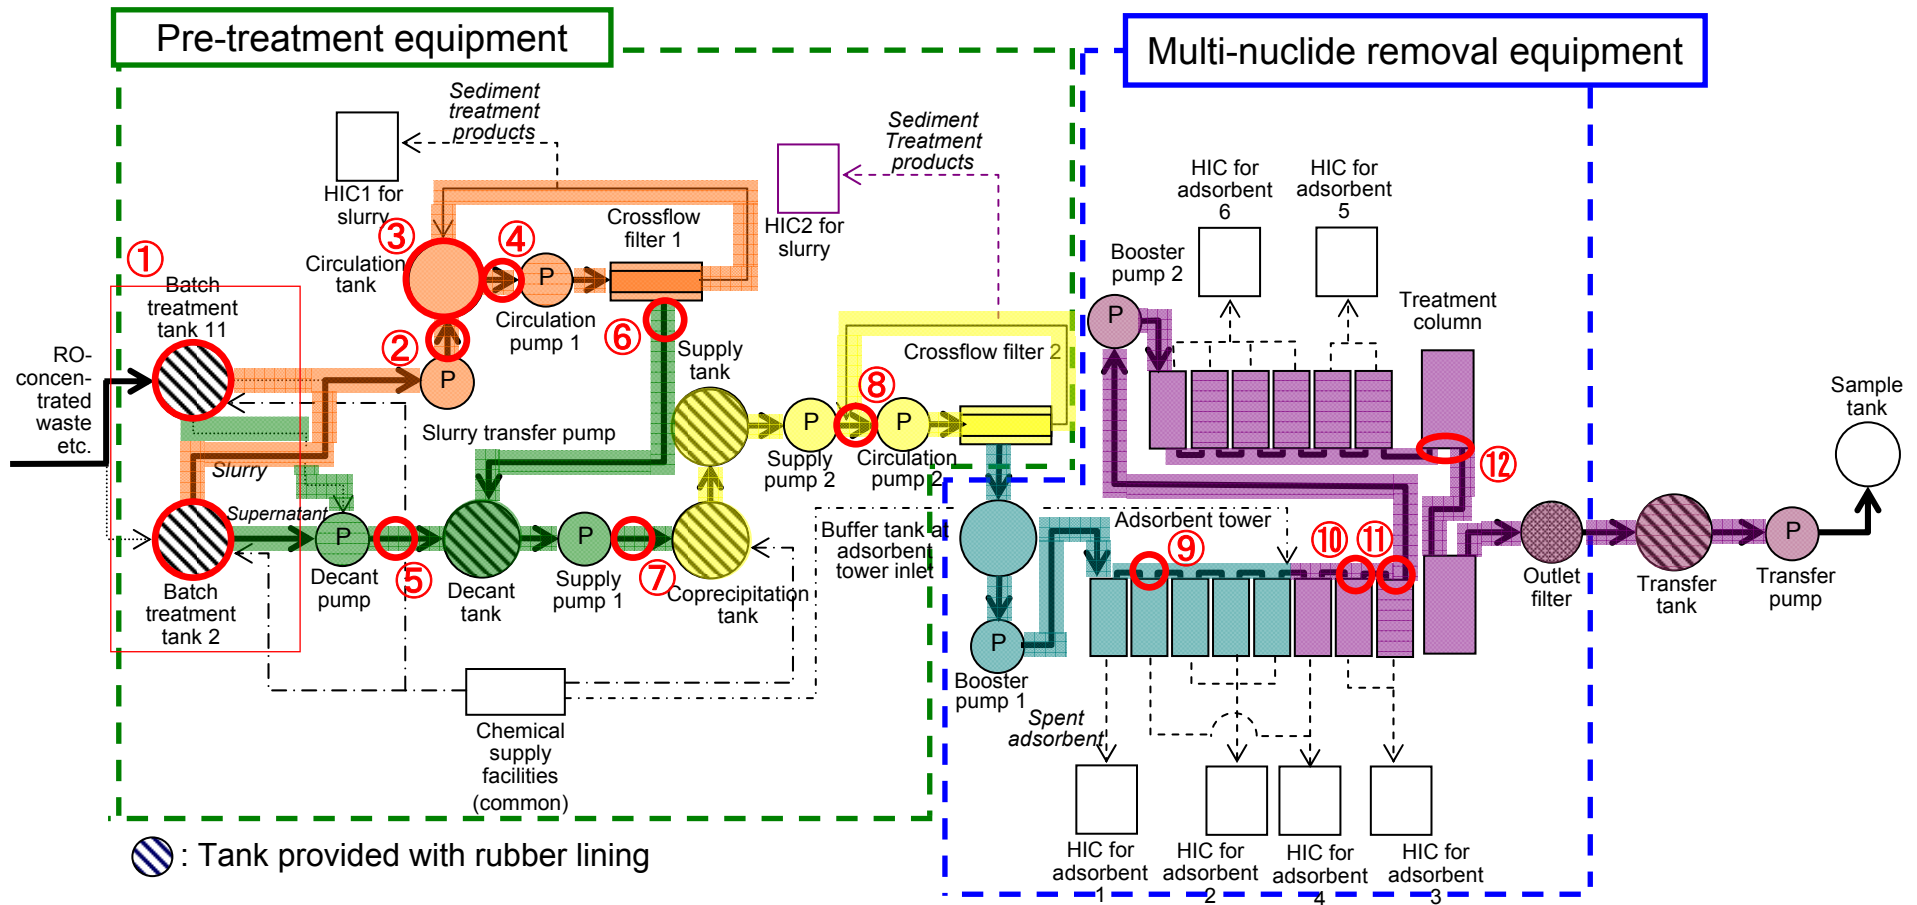 Pre-treatment equipment
Multi-nuclide removal equipment
Sediment
treatment
products
Sediment
Treatment
products
HIC1 for
slurry
HIC2 for
slurry
HIC for
adsorbent
6
HIC for
adsorbent
5
①
Batch
treatment
tank 11
③
Circulation
tank
④
P
Circulation
pump 1
Crossflow
filter 1
②
P
⑥
Supply
tank
Booster
pump 2
P
Treatment
column
RO-
concen-
trated
waste
etc.
Slurry transfer pump
Slurry
Supernatant
Batch
treatment
tank 2
P
Decant
pump
⑤
Decant
tank
P
Supply
pump 1
⑦
Coprecipitation
tank
P
Supply
pump 2
⑧
P
Circulation
pump 2
Crossflow filter 2
Buffer tank at
adsorbent
tower inlet
P
Booster
pump 1
Adsorbent tower
⑨
⑩
⑪
⑫
Outlet
filter
Transfer
tank
P
Transfer
pump
Sample
tank
Chemical
supply
facilities
(common)
Spent
adsorbent
HIC for
adsorbent
1
HIC for
adsorbent
2
HIC for
adsorbent
4
HIC for
adsorbent
3
: Tank provided with rubber lining